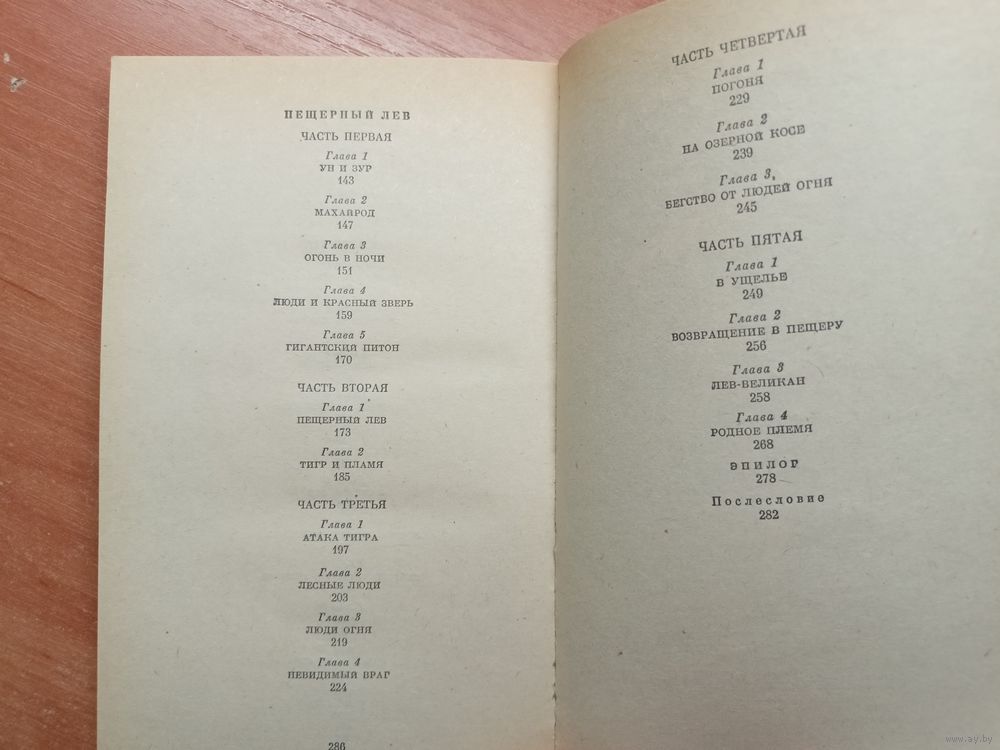 ПЕЩЕРНЫЙ ЛЕВ
ЧАСТЬ ПЕРВАЯ
Глава 1
УН И ЗУР
143
Глава 2
МАХАЙРОД
147
Глава 3
ОГОНЬ В НОЧИ
151
Глава 4
ЛЮДИ И КРАСНЫЙ ЗВЕРЬ
159
Глава 5
ГИГАНТСКИЙ ПИТОН
170
ЧАСТЬ ВТОРАЯ
Глава 1
ПЕЩЕРНЫЙ ЛЕВ
173
Глава 2
ТИГР И ПЛАМЯ
185
ЧАСТЬ ТРЕТЬЯ
Глава 1
АТАКА ТИГРА
197
Глава 2
ЛЕСНЫЕ ЛЮДИ
203
Глава 3
ЛЮДИ ОГНЯ
219
Глава 4
НЕВИДИМЫЙ ВРАГ
224
286
ЧАСТЬ ЧЕТВЕРТАЯ
Глава 1
ПОГОНЯ
229
Глава 2
НА ОЗЕРНОЙ КОСЕ
239
Глава 3,
БЕГСТВО ОТ ЛЮДЕЙ ОГНЯ
245
ЧАСТЬ ПЯТАЯ
Глава 1
В УЩЕЛЬЕ
249
Глава 2
ВОЗВРАЩЕНИЕ В ПЕЩЕРУ
256
Глава 3
ЛЕВ-ВЕЛИКАН
258
Глава 4
РОДНОЕ ПЛЕМЯ
268
ЭПИЛОГ
278
Послесловие
282
www.ay.by